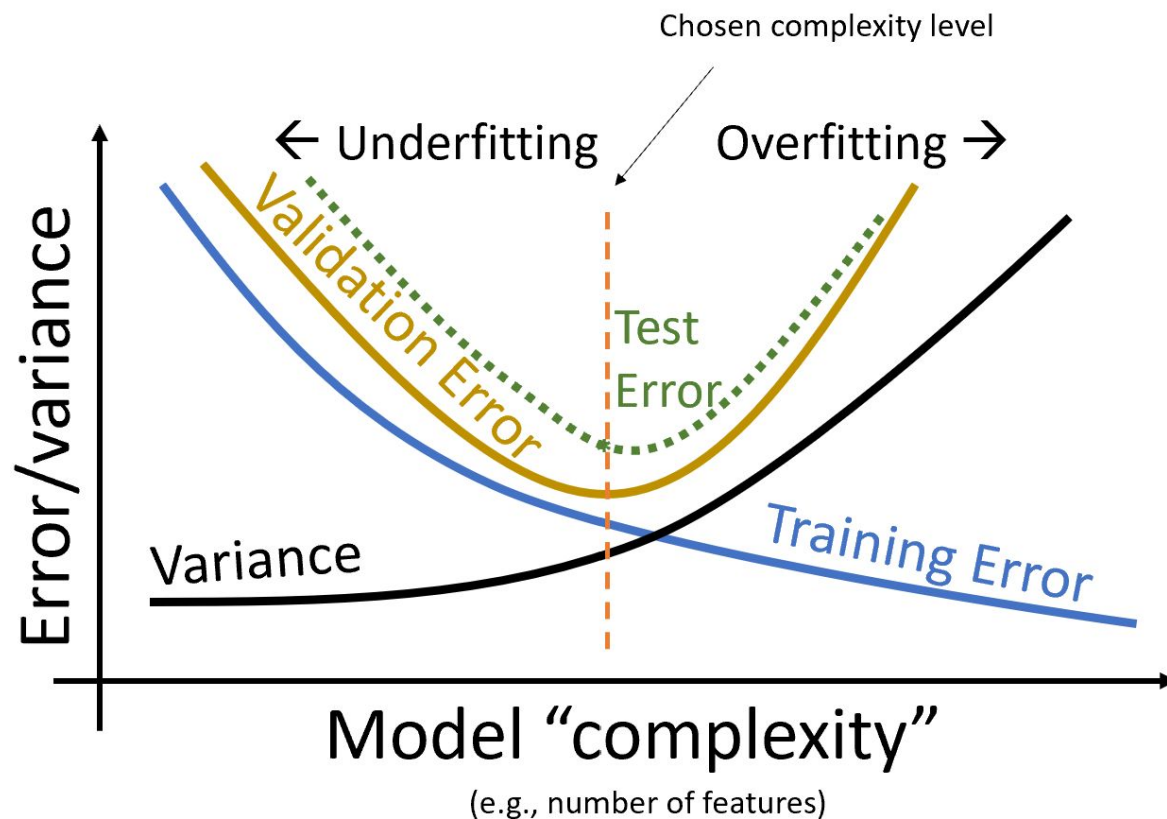 Chosen complexity level
← Underfitting
Overfitting →
Validation Error
Test
Error
Variance
Training Error
Error/variance
Model “complexity”
(e.g., number of features)